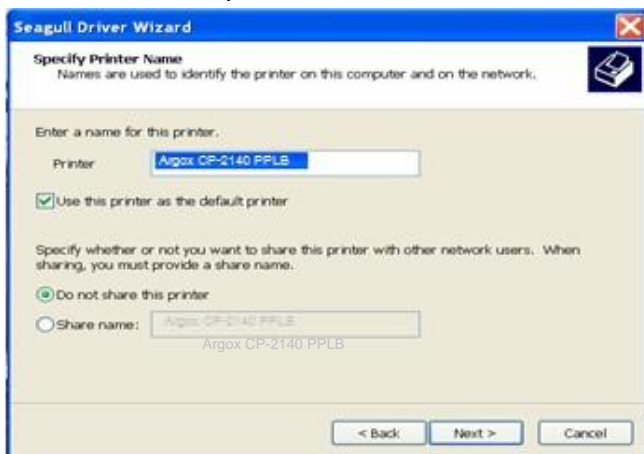 Seagull Driver Wizard
Specify Printer Name
Names are used to identify the printer on this computer and on the network.
Enter a name for this printer.
Printer
Argox CP-2140 PPLB
Use this printer as the default printer
Specify whether or not you want to share this printer with other network users. When
sharing, you must provide a share name.
Do not share this printer
Share name:
Argox CP-2140 PPLB
Argox CP-2140 PPLB
< Back
Next >
Cancel